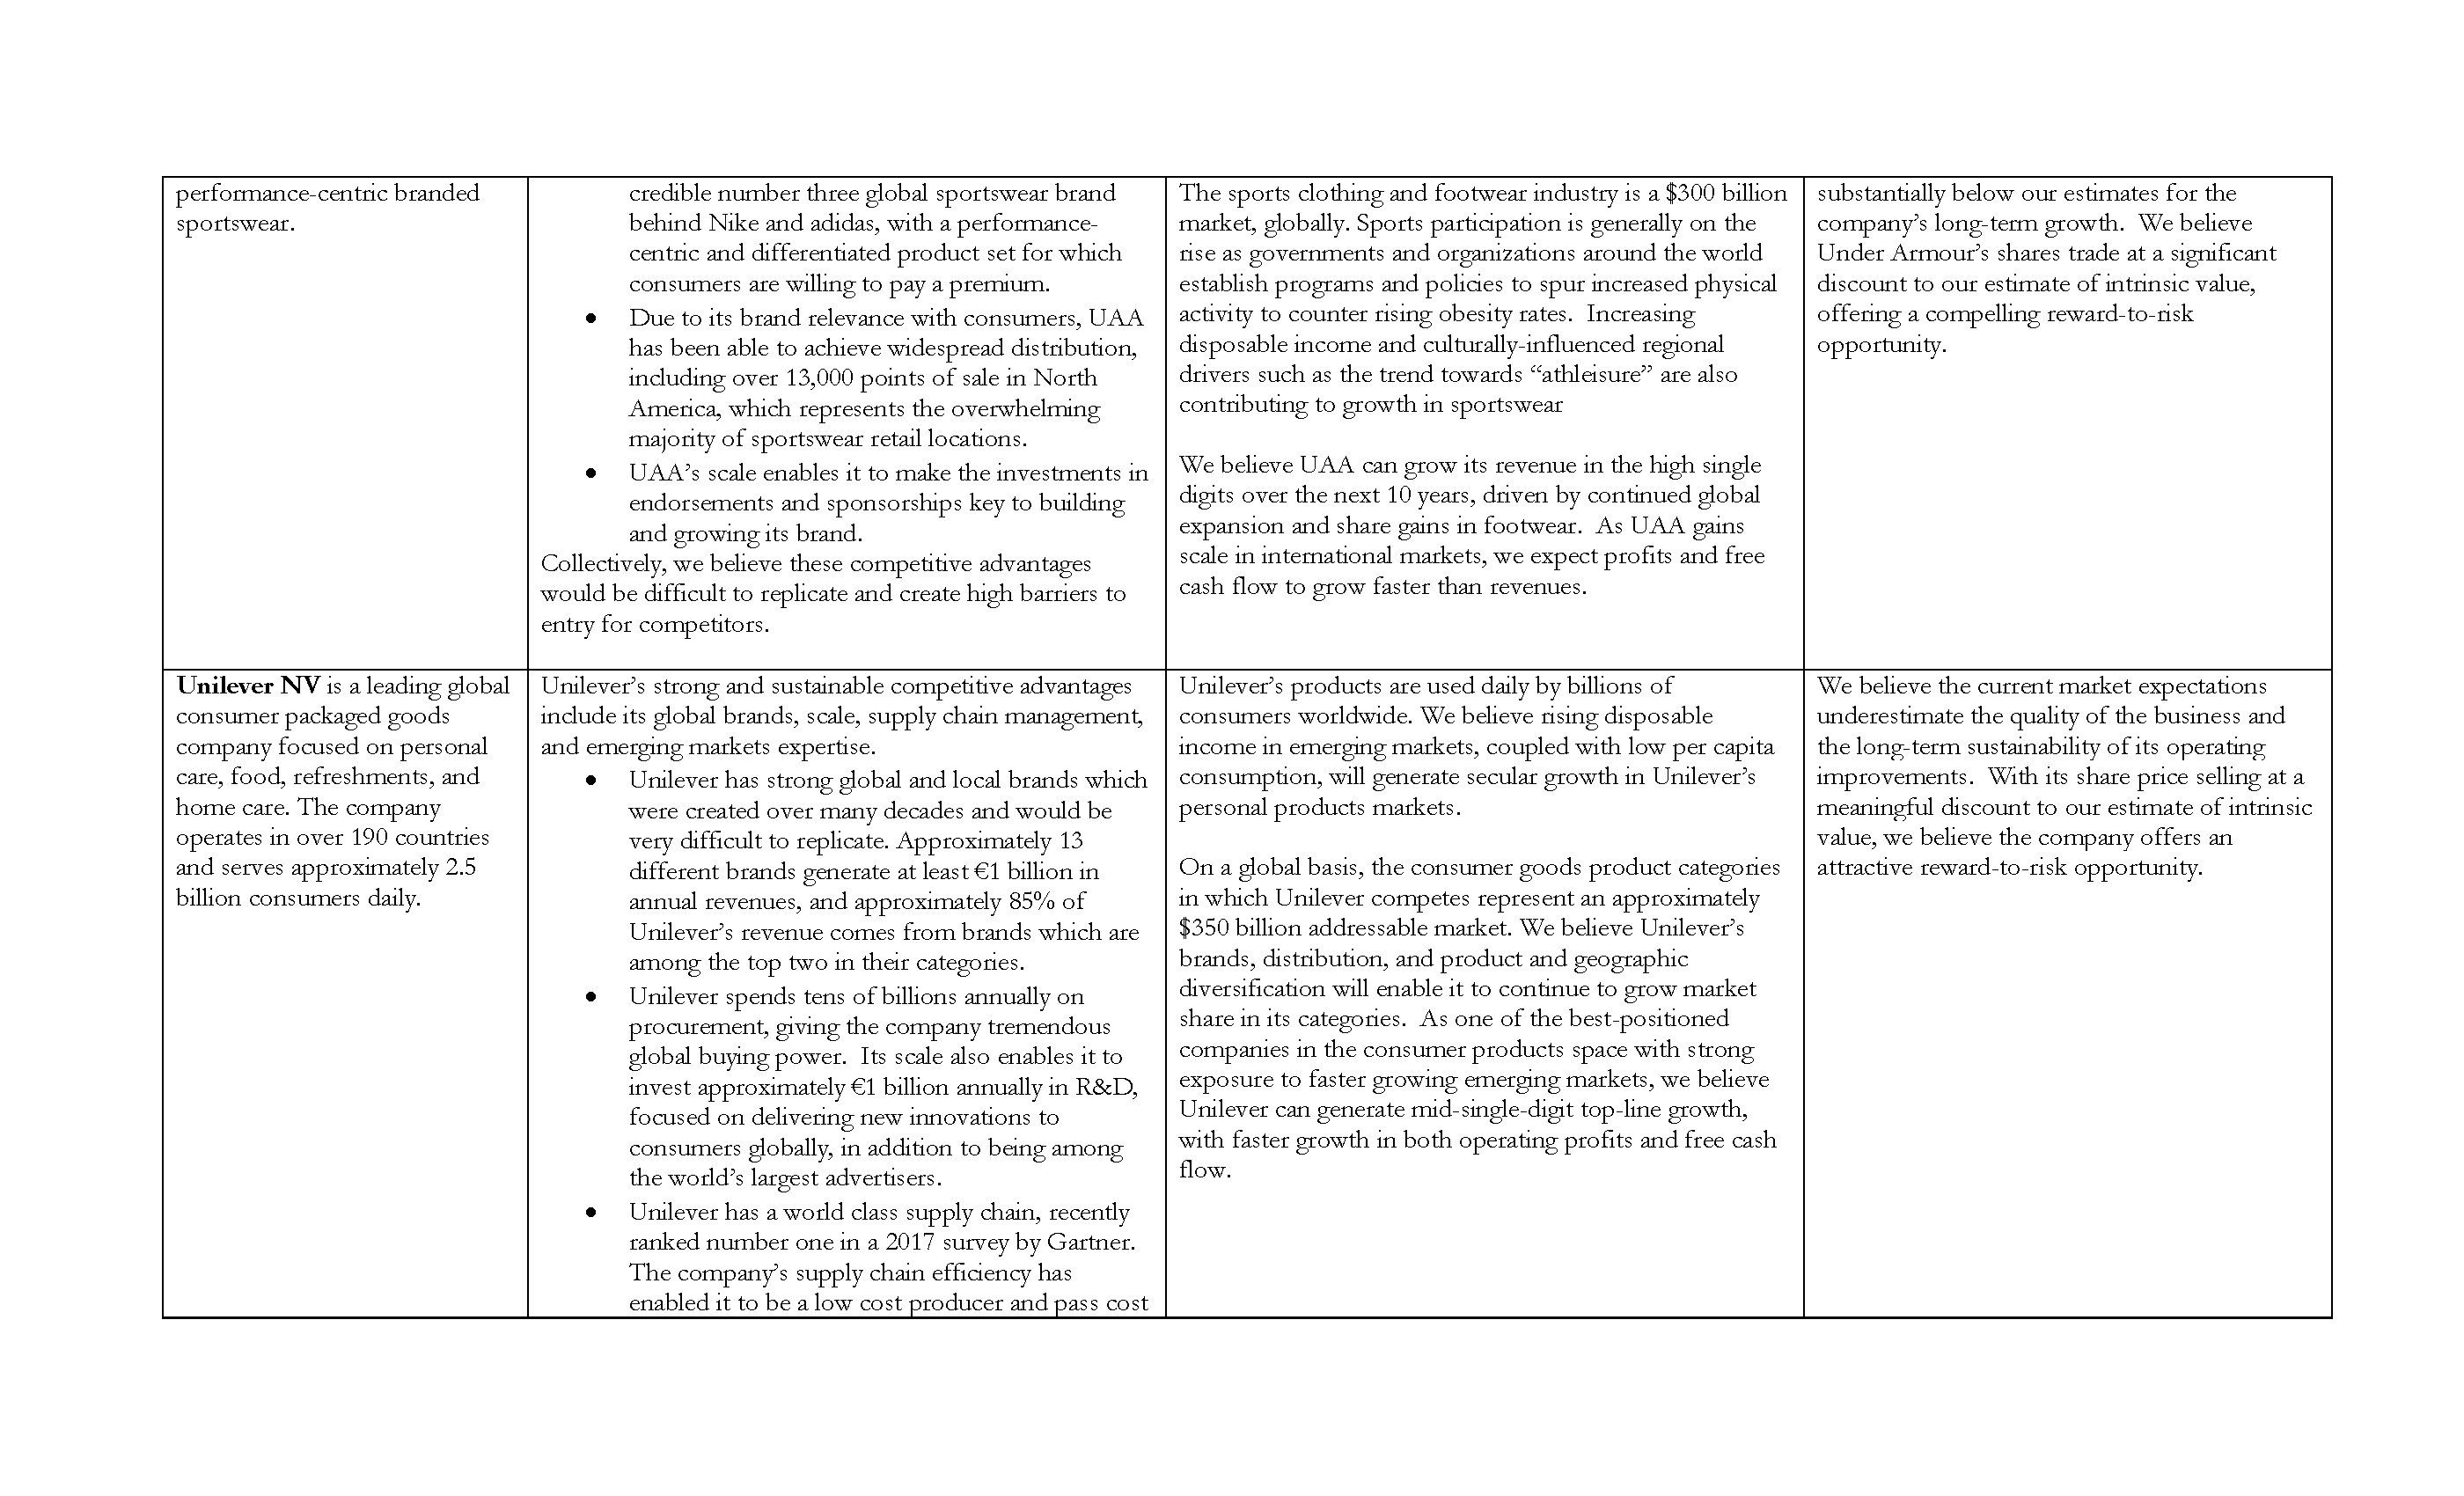 performance-centric branded
sportswear.
credible number three global sportswear brand
behind Nike and adidas, with a performance-
centric and differentiated product set for which
consumers are willing to pay a premium.
• Due to its brand relevance with consumers, UAA
has been able to achieve widespread distribution,
including over 13,000 points of sale in North
America, which represents the overwhelming
majority of sportswear retail locations.
• UAA’s scale enables it to make the investments in
endorsements and sponsorships key to building
and growing its brand.
Collectively, we believe these competitive advantages
would be difficult to replicate and create high barriers to
entry for competitors.
The sports clothing and footwear industry is a $300 billion
market, globally. Sports participation is generally on the
rise as governments and organizations around the world
establish programs and policies to spur increased physical
activity to counter rising obesity rates.  Increasing
disposable income and culturally-influenced regional
drivers such as the trend towards “athleisure” are also
contributing to growth in sportswear
We believe UAA can grow its revenue in the high single
digits over the next 10 years, driven by continued global
expansion and share gains in footwear.  As UAA gains
scale in international markets, we expect profits and free
cash flow to grow faster than revenues.
substantially below our estimates for the
company’s long-term growth.  We believe
Under Armour’s shares trade at a significant
discount to our estimate of intrinsic value,
offering a compelling reward-to-risk
opportunity.
Unilever NV is a leading global
consumer packaged goods
company focused on personal
care, food, refreshments, and
home care. The company
operates in over 190 countries
and serves approximately 2.5
billion consumers daily.
Unilever’s strong and sustainable competitive advantages
include its global brands, scale, supply chain management,
and emerging markets expertise.
• Unilever has strong global and local brands which
were created over many decades and would be
very difficult to replicate. Approximately 13
different brands generate at least €1 billion in
annual revenues, and approximately 85% of
Unilever’s revenue comes from brands which are
among the top two in their categories.
• Unilever spends tens of billions annually on
procurement, giving the company tremendous
global buying power.  Its scale also enables it to
invest approximately €1 billion annually in R&D,
focused on delivering new innovations to
consumers globally, in addition to being among
the world’s largest advertisers.
• Unilever has a world class supply chain, recently
ranked number one in a 2017 survey by Gartner.
The company’s supply chain efficiency has
enabled it to be a low cost producer and pass cost
Unilever’s products are used daily by billions of
consumers worldwide. We believe rising disposable
income in emerging markets, coupled with low per capita
consumption, will generate secular growth in Unilever’s
personal products markets.
On a global basis, the consumer goods product categories
in which Unilever competes represent an approximately
$350 billion addressable market. We believe Unilever’s
brands, distribution, and product and geographic
diversification will enable it to continue to grow market
share in its categories.  As one of the best-positioned
companies in the consumer products space with strong
exposure to faster growing emerging markets, we believe
Unilever can generate mid-single-digit top-line growth,
with faster growth in both operating profits and free cash
flow.
We believe the current market expectations
underestimate the quality of the business and
the long-term sustainability of its operating
improvements.  With its share price selling at a
meaningful discount to our estimate of intrinsic
value, we believe the company offers an
attractive reward-to-risk opportunity.